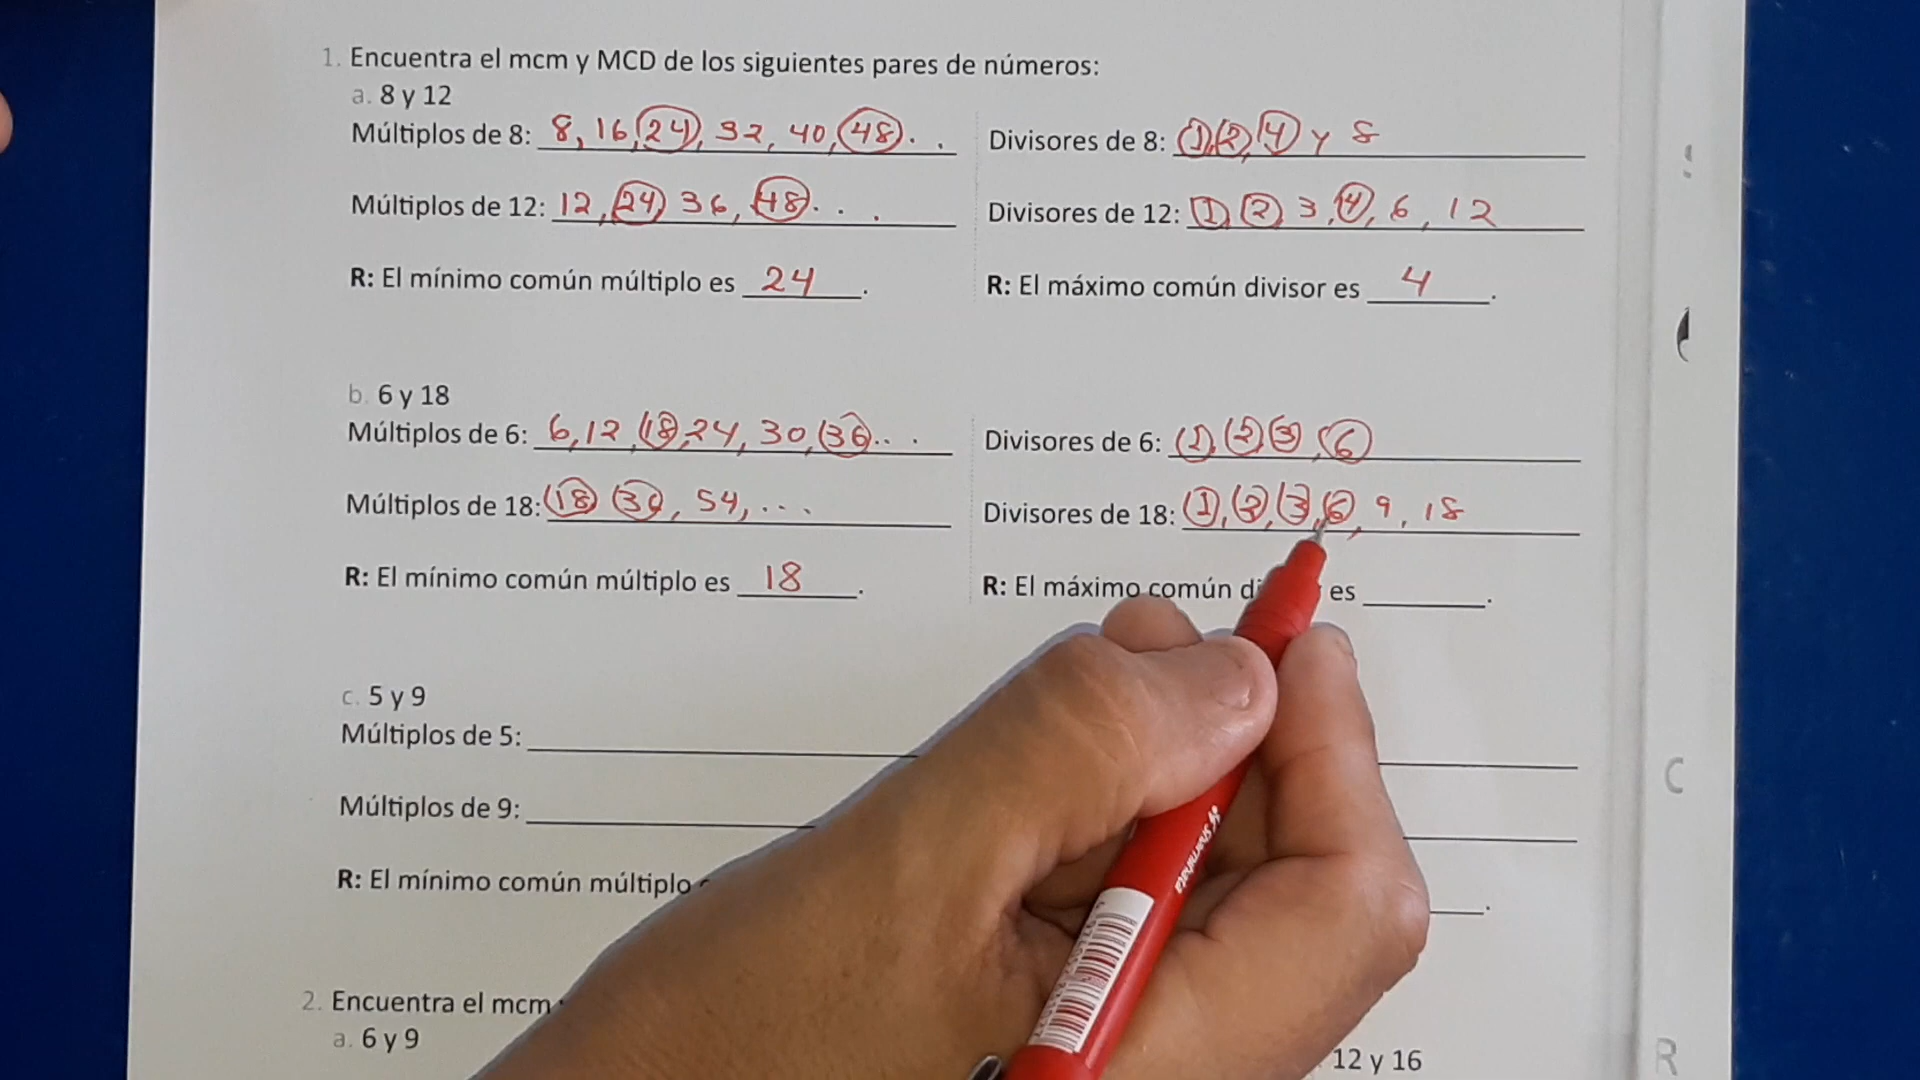 1. Encuentra el mcm y MCD de los siguientes pares de números:
a. 8 y 12
Múltiplos de 8: 8, 16, 24, 32, 40, 48...
Divisores de 8: 1, 2, 4 y 8
Múltiplos de 12: 12, 24 36, 48...
Divisores de 12: 1, 2, 3, 4, 6, 12
R: El mínimo común múltiplo es 24.
R: El máximo común divisor es 4.
b. 6 y 18
Múltiplos de 6: 6, 12, 18, 24, 30, 36...
Divisores de 6: 1, 2, 3, 6
Múltiplos de 18: 18 36, 54, ...
Divisores de 18: 1, 2, 3, 6, 9, 18
R: El mínimo común múltiplo es 18.
R: El máximo común es .
c. 5 y 9
Múltiplos de 5:
Múltiplos de 9:
R: El mínimo común múltiplo
2. Encuentra el mcm
a. 6 y 9
12 y 16
C
R